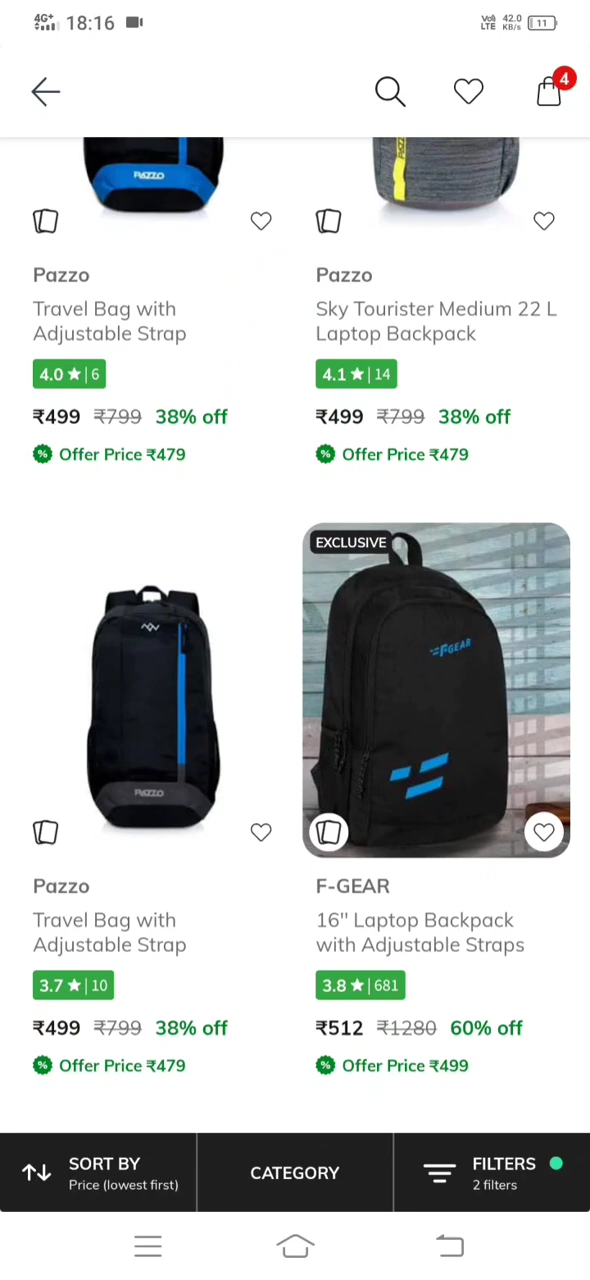 4G+ 18:16 Vo) LTE 42.0 KB/s 11
4
PAZZO
Pazzo
Travel Bag with
Adjustable Strap
4.0 ★ | 6
₹499 ₹799 38% off
% Offer Price ₹479
Pazzo
Sky Tourister Medium 22 L
Laptop Backpack
4.1 ★ | 14
₹499 ₹799 38% off
% Offer Price ₹479
PAZZO
Pazzo
Travel Bag with
Adjustable Strap
3.7 ★ | 10
₹499 ₹799 38% off
% Offer Price ₹479
EXCLUSIVE
F-GEAR
F-GEAR
16" Laptop Backpack
with Adjustable Straps
3.8 ★ | 681
₹512 ₹1280 60% off
% Offer Price ₹499
SORT BY
Price (lowest first)
CATEGORY
FILTERS
2 filters